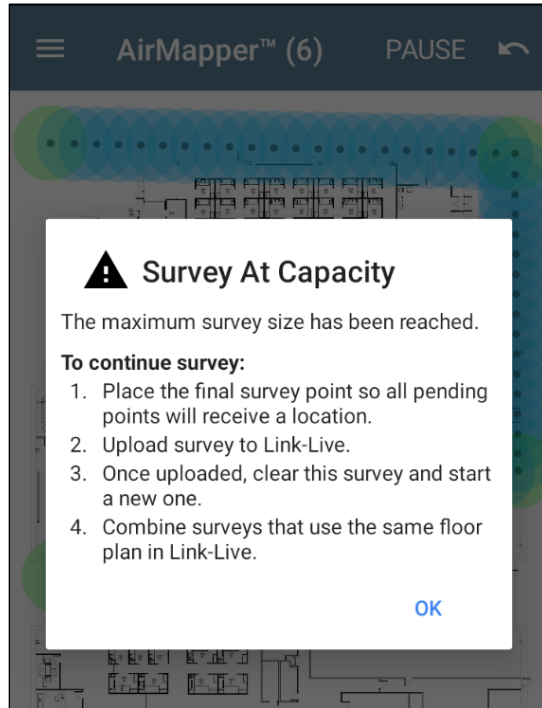 AirMapper™ (6) PAUSE
Survey At Capacity
The maximum survey size has been reached.
To continue survey:
1. Place the final survey point so all pending
points will receive a location.
2. Upload survey to Link-Live.
3. Once uploaded, clear this survey and start
a new one.
4. Combine surveys that use the same floor
plan in Link-Live.
OK